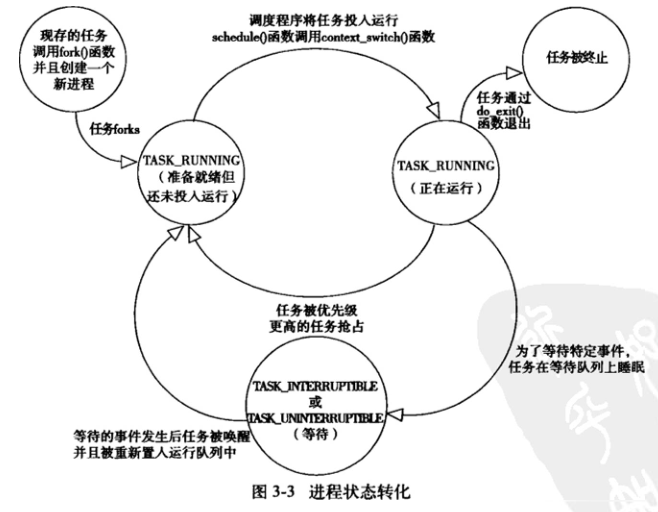 现存的任务
调用fork()函数
并且创建一个
新进程
调度程序将任务投入运行
schedule()函数调用context_switch()函数
任务被终止
任务forks
任务通过
do_exit()
函数退出
TASK_RUNNING
（准备就绪但
还未投入运行）
TASK_RUNNING
（正在运行）
任务被优先级
更高的任务抢占
为了等待特定事件，
任务在等待队列上睡眠
TASK_INTERRUPTIBLE
或
TASK_UNINTERRUPTIBLE
（等待）
等待的事件发生后任务被唤醒
并且被重新置入运行队列中
图 3-3 进程状态转化